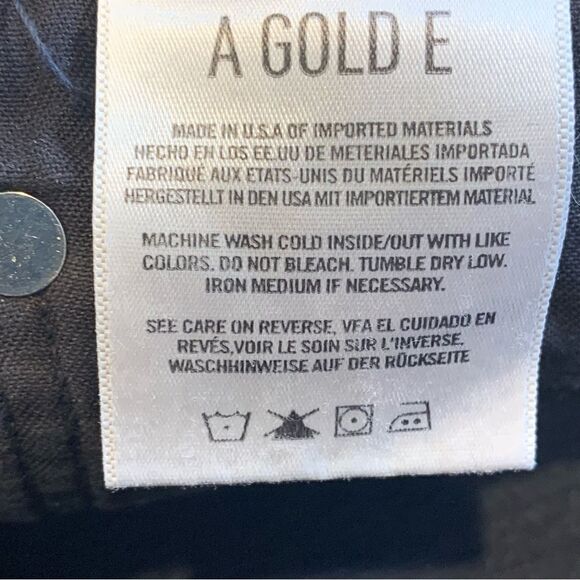 A GOLD E
MADE IN U.S.A OF IMPORTED MATERIALS
HECHO EN LOS EE.UU DE METERIALES IMPORTADA
FABRIQUE AUX ETATS-UNIS DU MATÉRIELS IMPORTÉ
HERGESTELLT IN DEN USA MIT IMPORTIERTEM MATERIAL
MACHINE WASH COLD INSIDE/OUT WITH LIKE
COLORS. DO NOT BLEACH. TUMBLE DRY LOW.
IRON MEDIUM IF NECESSARY.
SEE CARE ON REVERSE, VEA EL CUIDADO EN
REVÉS,VOIR LE SOIN SUR L'INVERSE.
WASCHHINWEISE AUF DER RÜCKSEITE